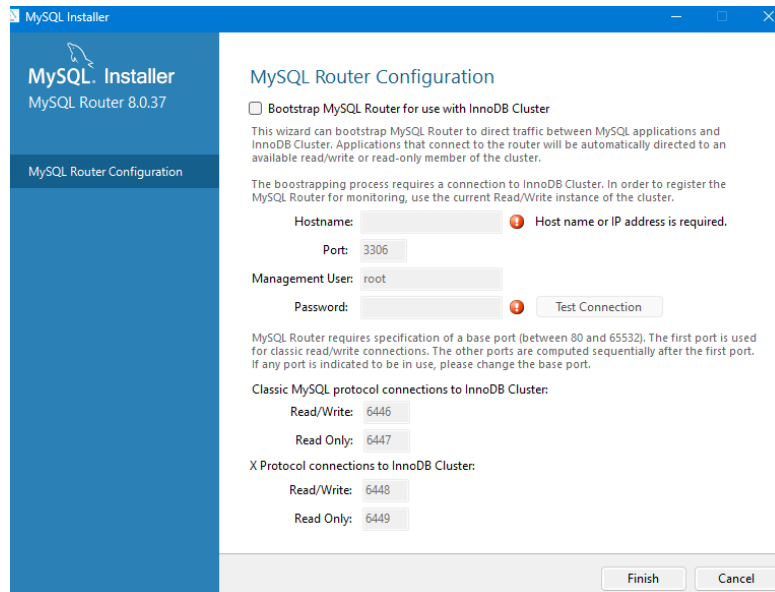 MySQL Installer
MySQL. Installer
MySQL Router 8.0.37
MySQL Router Configuration
MySQL Router Configuration
Bootstrap MySQL Router for use with InnoDB Cluster
This wizard can bootstrap MySQL Router to direct traffic between MySQL applications and
InnoDB Cluster. Applications that connect to the router will be automatically directed to an
available read/write or read-only member of the cluster.
The boostrapping process requires a connection to InnoDB Cluster. In order to register the
MySQL Router for monitoring, use the current Read/Write instance of the cluster.
Hostname: Host name or IP address is required.
Port: 3306
Management User: root
Password: Test Connection
MySQL Router requires specification of a base port (between 80 and 65532). The first port is used
for classic read/write connections. The other ports are computed sequentially after the first port.
If any port is indicated to be in use, please change the base port.
Classic MySQL protocol connections to InnoDB Cluster:
Read/Write: 6446
Read Only: 6447
X Protocol connections to InnoDB Cluster:
Read/Write: 6448
Read Only: 6449
Finish Cancel